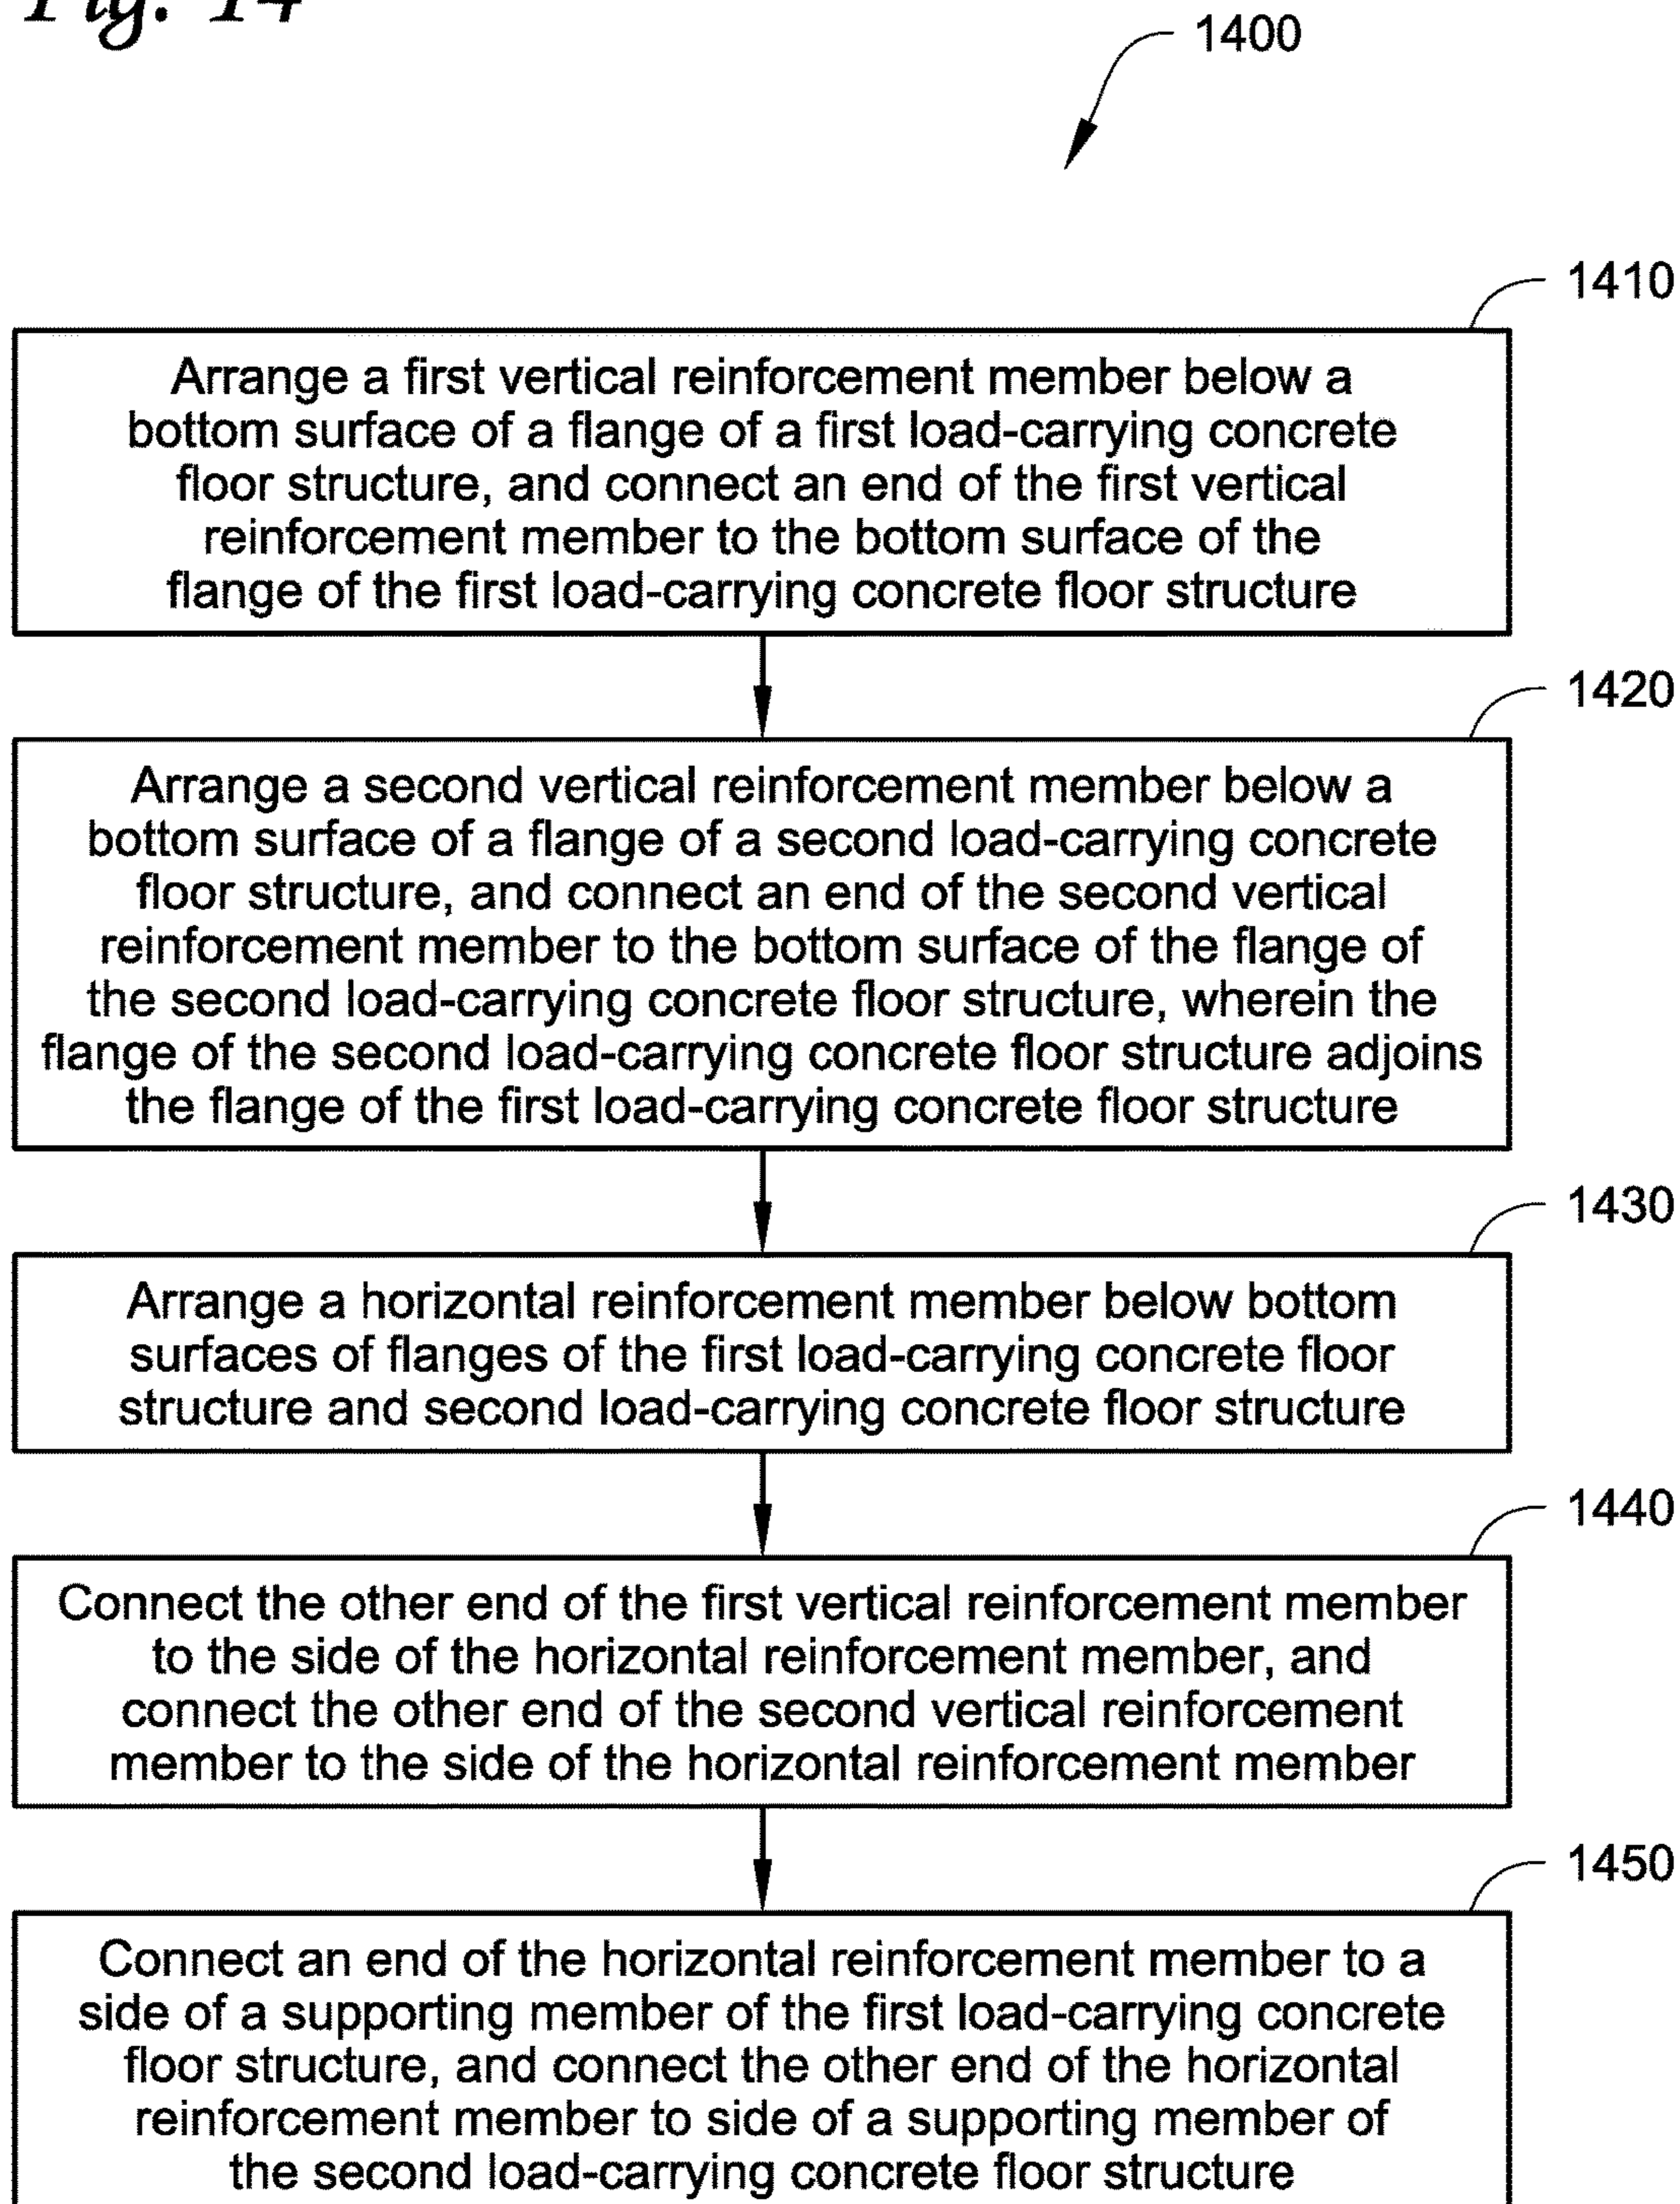 Fig. 14
1400
1410
Arrange a first vertical reinforcement member below a
bottom surface of a flange of a first load-carrying concrete
floor structure, and connect an end of the first vertical
reinforcement member to the bottom surface of the
flange of the first load-carrying concrete floor structure
1420
Arrange a second vertical reinforcement member below a
bottom surface of a flange of a second load-carrying concrete
floor structure, and connect an end of the second vertical
reinforcement member to the bottom surface of the flange of
the second load-carrying concrete floor structure, wherein the
flange of the second load-carrying concrete floor structure adjoins
the flange of the first load-carrying concrete floor structure
1430
Arrange a horizontal reinforcement member below bottom
surfaces of flanges of the first load-carrying concrete floor
structure and second load-carrying concrete floor structure
1440
Connect the other end of the first vertical reinforcement member
to the side of the horizontal reinforcement member, and
connect the other end of the second vertical reinforcement
member to the side of the horizontal reinforcement member
1450
Connect an end of the horizontal reinforcement member to a
side of a supporting member of the first load-carrying concrete
floor structure, and connect the other end of the horizontal
reinforcement member to side of a supporting member of
the second load-carrying concrete floor structure